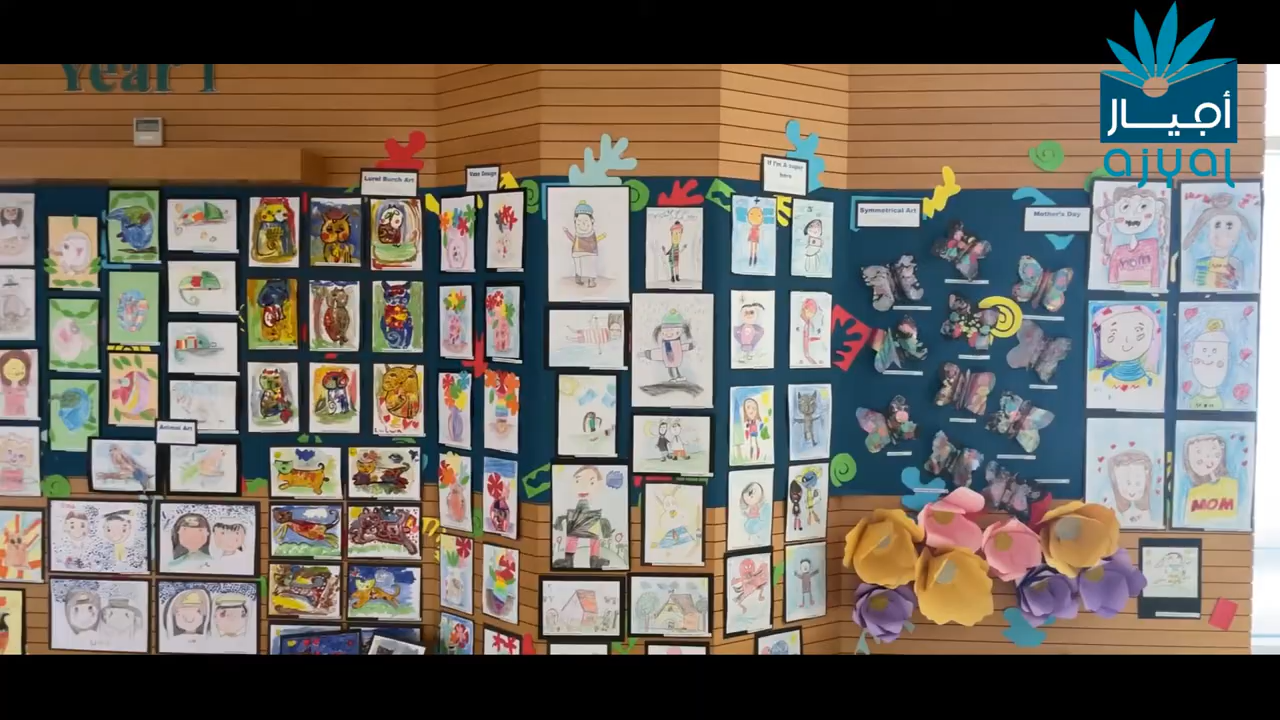 Year 1
أجيال
ajyal
Laurel Burch Art
Vase Design
If I'm A super
hero
Symmetrical Art
Mother's Day
Animal Art
MOM
MOM